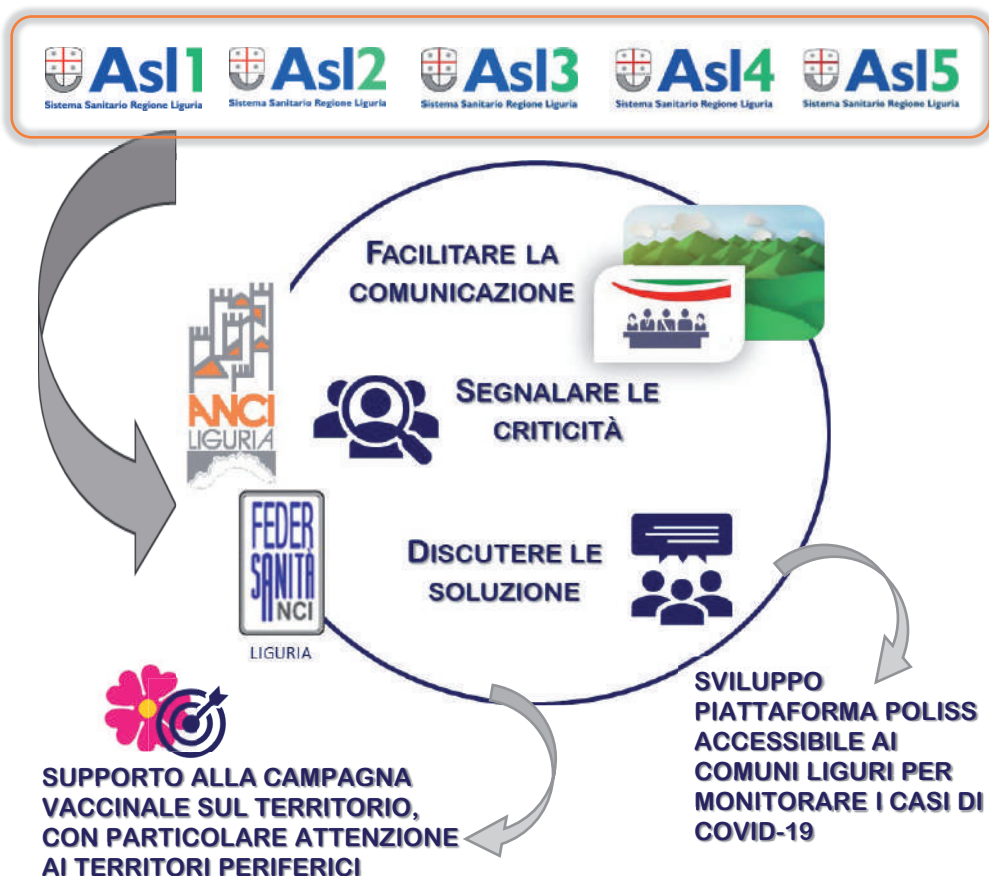 Asl1
Sistema Sanitario Regione Liguria
Asl2
Sistema Sanitario Regione Liguria
Asl3
Sistema Sanitario Regione Liguria
Asl4
Sistema Sanitario Regione Liguria
Asl5
Sistema Sanitario Regione Liguria
FACILITARE LA
COMUNICAZIONE
ANCI
LIGURIA
SEGNALARE LE
CRITICITÀ
FEDER
SANITÀ
ANCI
LIGURIA
DISCUTERE LE
SOLUZIONE
SUPPORTO ALLA CAMPAGNA
VACCINALE SUL TERRITORIO,
CON PARTICOLARE ATTENZIONE
AI TERRITORI PERIFERICI
SVILUPPO
PIATTAFORMA POLISS
ACCESSIBILE AI
COMUNI LIGURI PER
MONITORARE I CASI DI
COVID-19